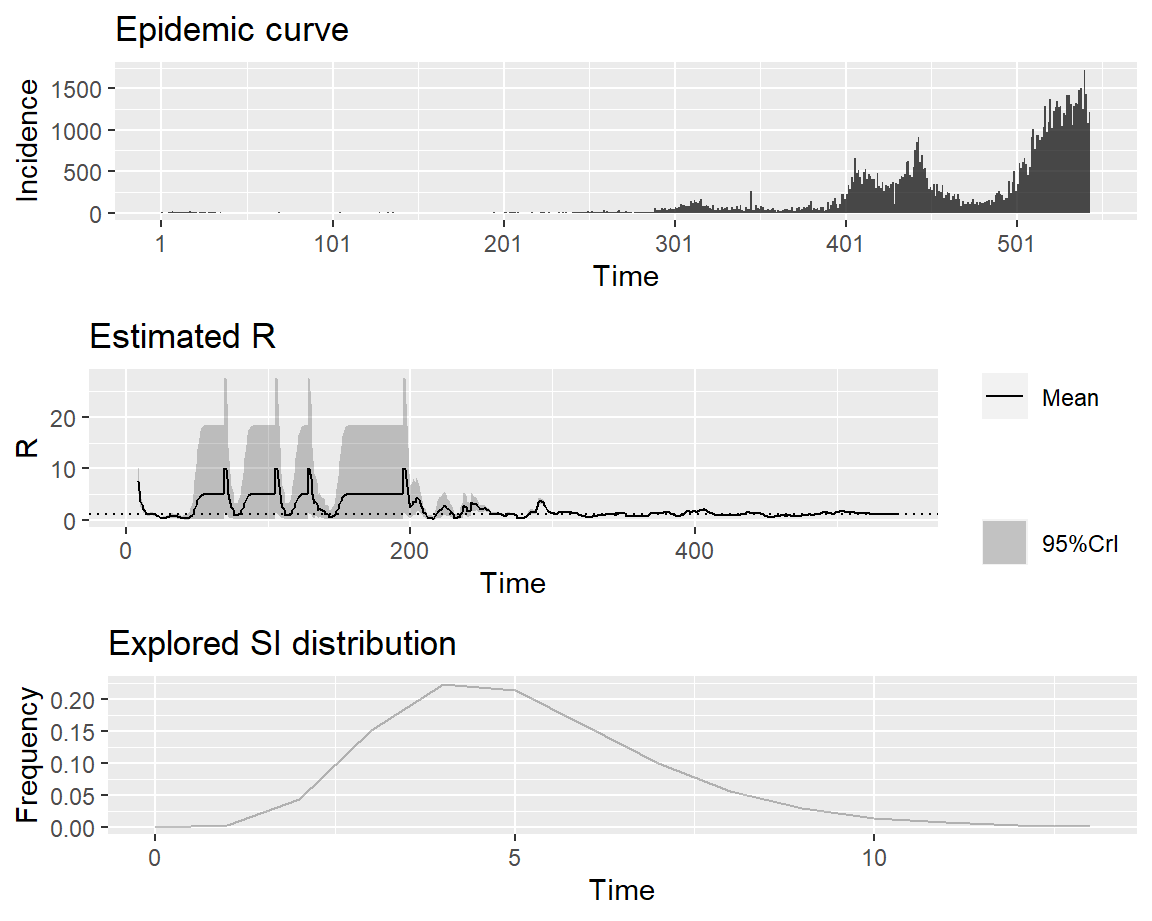 Epidemic curve
Incidence
1500
1000
500
0
1 101 201 301 401 501
Time
Estimated R
R
20
10
0
0 200 400
Time
Mean
95%CrI
Explored SI distribution
Frequency
0.20
0.15
0.10
0.05
0.00
0 5 10
Time